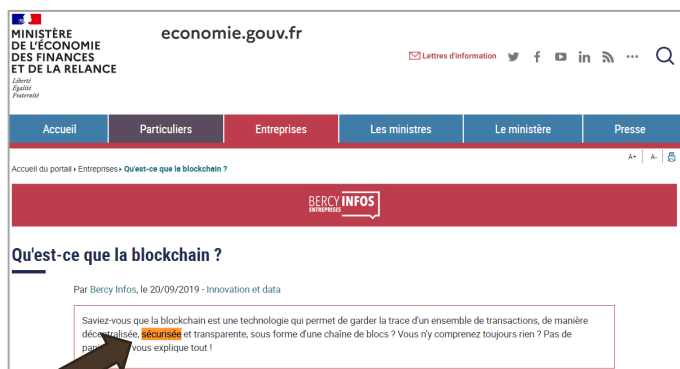 MINISTÈRE
DE L'ÉCONOMIE
DES FINANCES
ET DE LA RELANCE
Liberté
Égalité
Fraternité
economie.gouv.fr
Lettres d'information
Accueil Particuliers Entreprises Les ministres Le ministère Presse
A+ A-
Accueil du portail › Entreprises › Qu'est-ce que la blockchain ?
BERCY INFOS
ENTREPRISES
Qu'est-ce que la blockchain ?
Par Bercy Infos, le 20/09/2019 - Innovation et data
Saviez-vous que la blockchain est une technologie qui permet de garder la trace d'un ensemble de transactions, de manière
décentralisée, sécurisée et transparente, sous forme d'une chaîne de blocs ? Vous n'y comprenez toujours rien ? Pas de
vous explique tout !